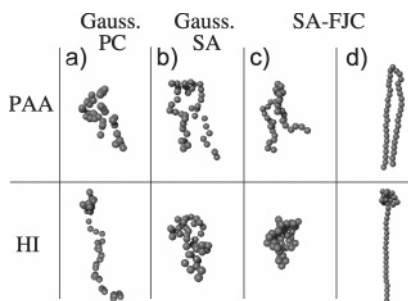 Gauss. Gauss. SA-FJC
PC SA
a) b) c) d)
PAA
HI